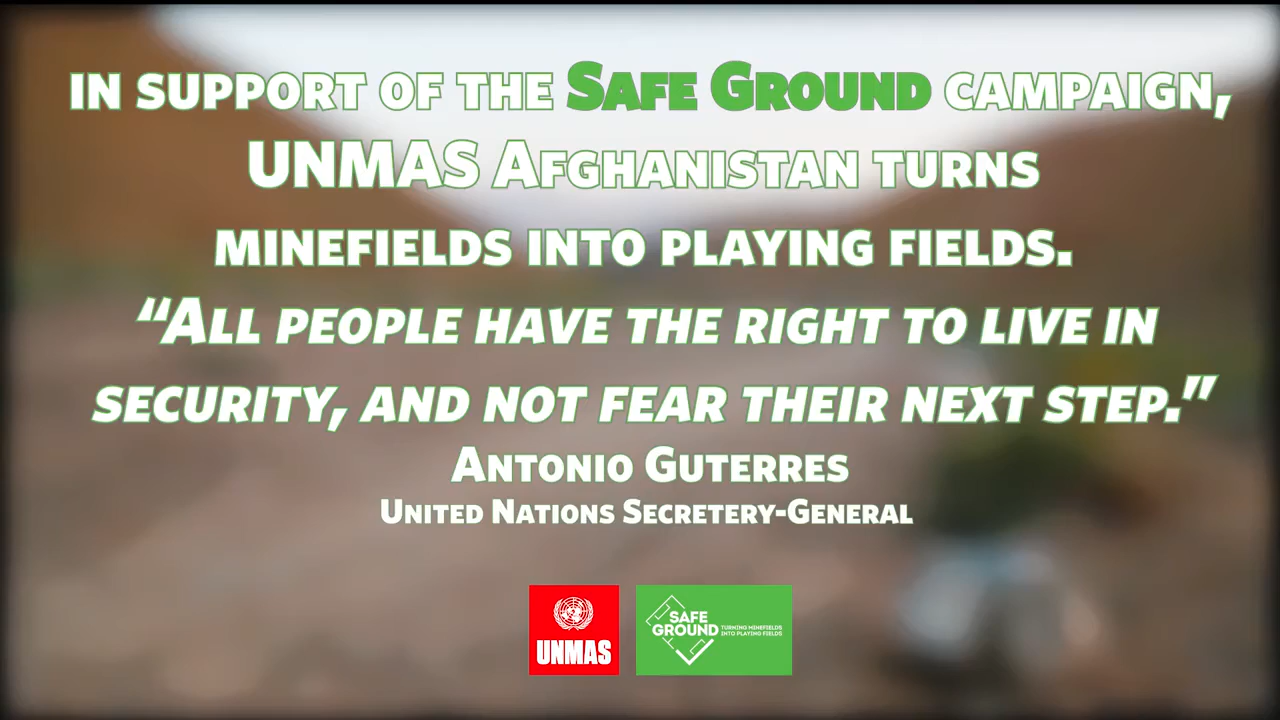 IN SUPPORT OF THE SAFE GROUND CAMPAIGN,
UNMAS AFGHANISTAN TURNS
MINEFIELDS INTO PLAYING FIELDS.
“ALL PEOPLE HAVE THE RIGHT TO LIVE IN
SECURITY, AND NOT FEAR THEIR NEXT STEP.”
ANTONIO GUTERRES
UNITED NATIONS SECRETERY-GENERAL
UNMAS
SAFE
GROUND
TURNING MINEFIELDS
INTO PLAYING FIELDS